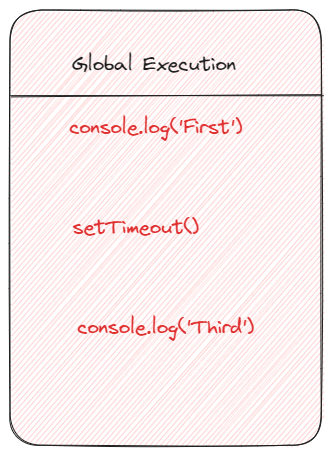 Global Execution
console.log('First')
setTimeout()
console.log('Third')